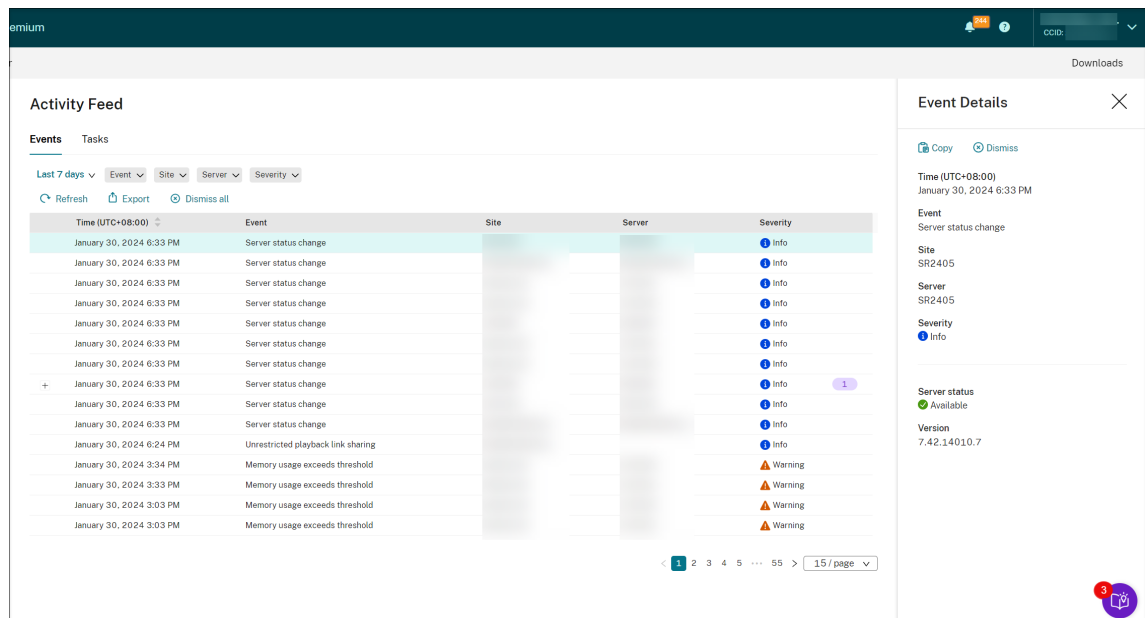 emium
244
?
CCID:
r
Downloads
Activity Feed
Events Tasks
Last 7 days Event Site Server Severity
Refresh Export Dismiss all
Time (UTC+08:00) Event Site Server Severity
January 30, 2024 6:33 PM Server status change Info
January 30, 2024 6:33 PM Server status change Info
January 30, 2024 6:33 PM Server status change Info
January 30, 2024 6:33 PM Server status change Info
January 30, 2024 6:33 PM Server status change Info
January 30, 2024 6:33 PM Server status change Info
January 30, 2024 6:33 PM Server status change Info
+ January 30, 2024 6:33 PM Server status change Info 1
January 30, 2024 6:33 PM Server status change Info
January 30, 2024 6:33 PM Server status change Info
January 30, 2024 6:24 PM Unrestricted playback link sharing Info
January 30, 2024 3:34 PM Memory usage exceeds threshold Warning
January 30, 2024 3:33 PM Memory usage exceeds threshold Warning
January 30, 2024 3:03 PM Memory usage exceeds threshold Warning
January 30, 2024 3:03 PM Memory usage exceeds threshold Warning
< 1 2 3 4 5 ••• 55 > 15 / page
Event Details
Copy Dismiss
Time (UTC+08:00)
January 30, 2024 6:33 PM
Event
Server status change
Site
SR2405
Server
SR2405
Severity
Info
Server status
Available
Version
7.42.14010.7
3